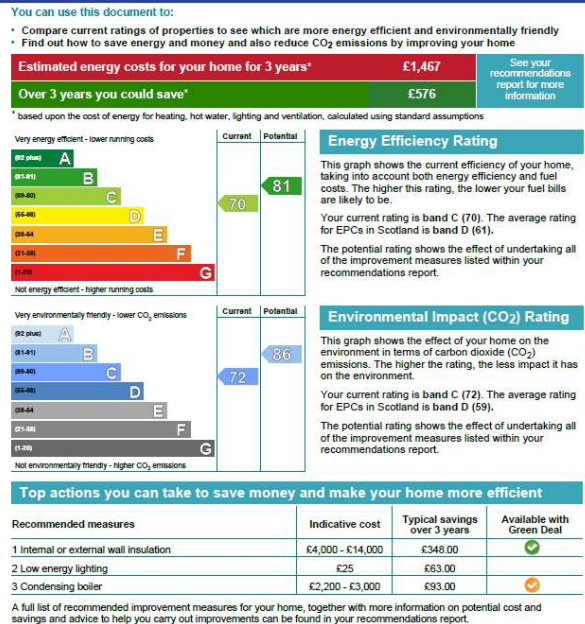 You can use this document to:
• Compare current ratings of properties to see which are more energy efficient and environmentally friendly
• Find out how to save energy and money and also reduce CO2 emissions by improving your home
Estimated energy costs for your home for 3 years* £1,467
Over 3 years you could save* £576
See your
recommendations
report for more
information
* based upon the cost of energy for heating, hot water, lighting and ventilation, calculated using standard assumptions
Very energy efficient - lower running costs
Current Potential
(92 plus) A
(81-91) B
(69-80) C
(55-68) D
(39-54 E
(21-38) F
(1-20) G
70
81
Not energy efficient - higher running costs
Energy Efficiency Rating
This graph shows the current efficiency of your home,
taking into account both energy efficiency and fuel
costs. The higher this rating, the lower your fuel bills
are likely to be.
Your current rating is band C (70). The average rating
for EPCs in Scotland is band D (61).
The potential rating shows the effect of undertaking all
of the improvement measures listed within your
recommendations report.
Very environmentally friendly - lower CO2 emissions
Current Potential
(92 plus) A
(81-91) B
(69-80) C
(55-68) D
(39-54 E
(21-38) F
(1-20) G
72
86
Not environmentally friendly - higher CO2 emissions
Environmental Impact (CO2) Rating
This graph shows the effect of your home on the
environment in terms of carbon dioxide (CO2)
emissions. The higher the rating, the less impact it has
on the environment.
Your current rating is band C (72). The average rating
for EPCs in Scotland is band D (59).
The potential rating shows the effect of undertaking all
of the improvement measures listed within your
recommendations report.
Top actions you can take to save money and make your home more efficient
Recommended measures Indicative cost Typical savings over 3 years Available with Green Deal
1 Internal or external wall insulation £4,000 - £14,000 £348.00
2 Low energy lighting £25 £63.00
3 Condensing boiler £2,200 - £3,000 £93.00
A full list of recommended improvement measures for your home, together with more information on potential cost and
savings and advice to help you carry out improvements can be found in your recommendations report.